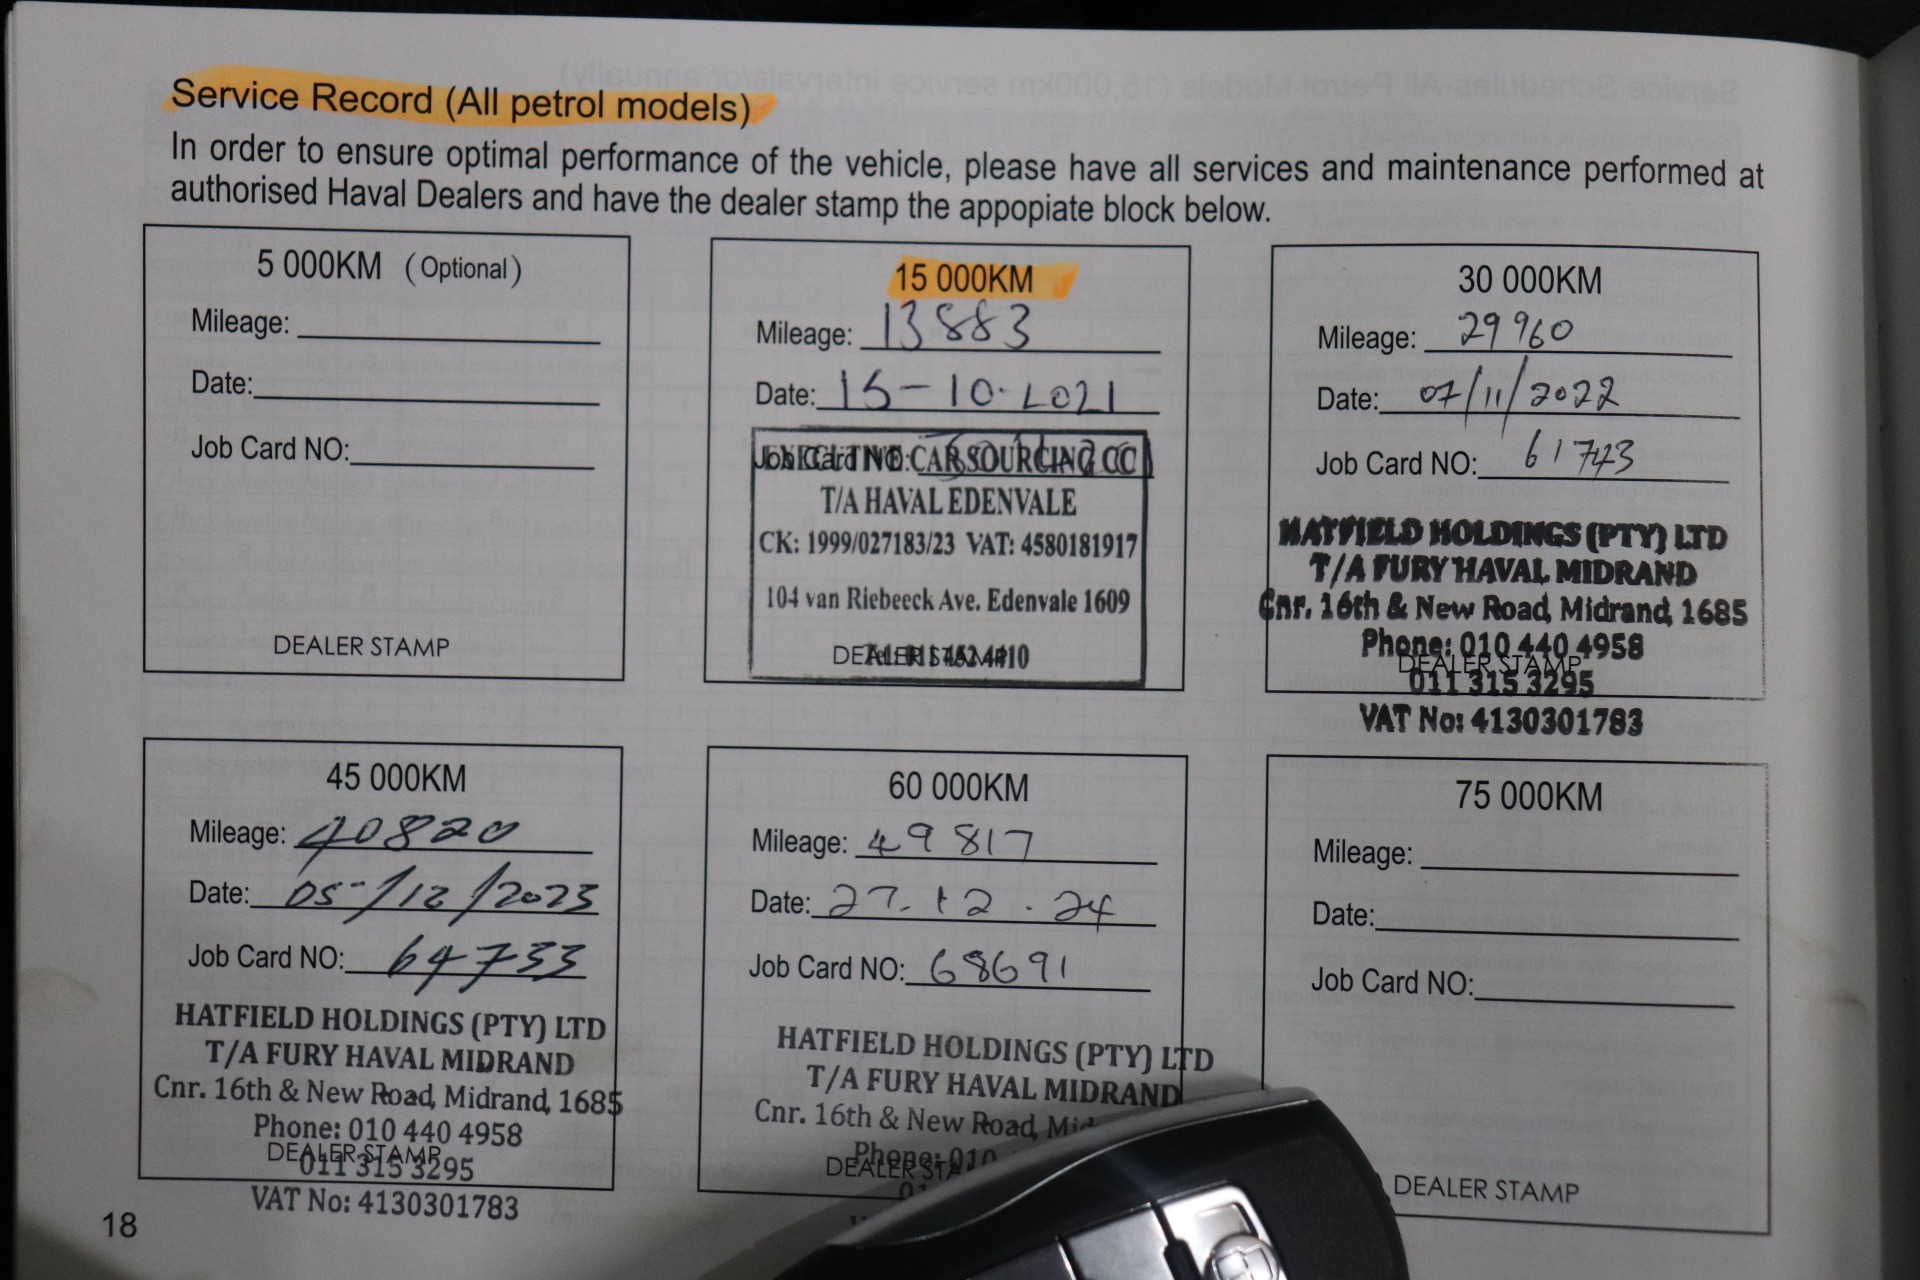 Service Record (All petrol models)
In order to ensure optimal performance of the vehicle, please have all services and maintenance performed at
authorised Haval Dealers and have the dealer stamp the appopiate block below.
5 000KM (Optional)
Mileage:
Date:
Job Card NO:
DEALER STAMP
15 000KM
Mileage: 13883
Date: 15-10-2021
Job Card NO:
EXECUTIVE CAR SOURCING CC
T/A HAVAL EDENVALE
CK: 1999/027183/23 VAT: 4580181917
104 van Riebeeck Ave. Edenvale 1609
DEALER STAMP
30 000KM
Mileage: 29960
Date: 07/11/2022
Job Card NO: 61743
HATFIELD HOLDINGS (PTY) LTD
T/A FURY HAVAL MIDRAND
Cnr. 16th & New Road, Midrand, 1685
Phone: 010 440 4958
DEALER STAMP
011 315 3295
VAT No: 4130301783
45 000KM
Mileage: 40820
Date: 05/12/2023
Job Card NO: 64733
HATFIELD HOLDINGS (PTY) LTD
T/A FURY HAVAL MIDRAND
Cnr. 16th & New Road, Midrand, 1685
Phone: 010 440 4958
DEALER STAMP
011 315 3295
VAT No: 4130301783
60 000KM
Mileage: 49817
Date: 27.12.24
Job Card NO: 68691
HATFIELD HOLDINGS (PTY) LTD
T/A FURY HAVAL MIDRAND
Cnr. 16th & New Road,
Phone: 010
DEALER
75 000KM
Mileage:
Date:
Job Card NO:
DEALER STAMP
18